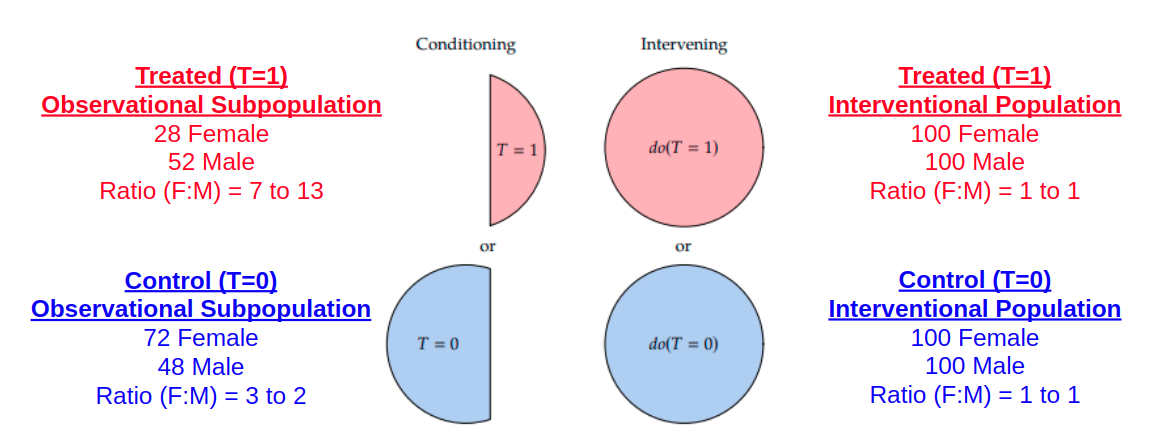 Conditioning
Intervening
Treated (T=1)
Observational Subpopulation
28 Female
52 Male
Ratio (F:M) = 7 to 13
T = 1
do(T = 1)
Treated (T=1)
Interventional Population
100 Female
100 Male
Ratio (F:M) = 1 to 1
or
or
Control (T=0)
Observational Subpopulation
72 Female
48 Male
Ratio (F:M) = 3 to 2
T = 0
do(T = 0)
Control (T=0)
Interventional Population
100 Female
100 Male
Ratio (F:M) = 1 to 1